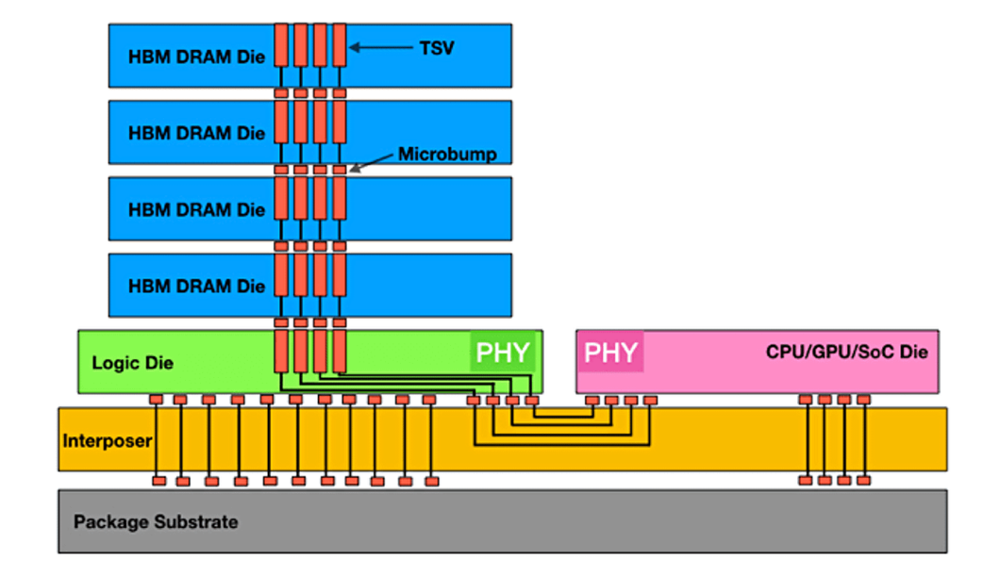 HBM DRAM Die
TSV
HBM DRAM Die
Microbump
HBM DRAM Die
HBM DRAM Die
Logic Die
PHY
PHY
CPU/GPU/SoC Die
Interposer
Package Substrate